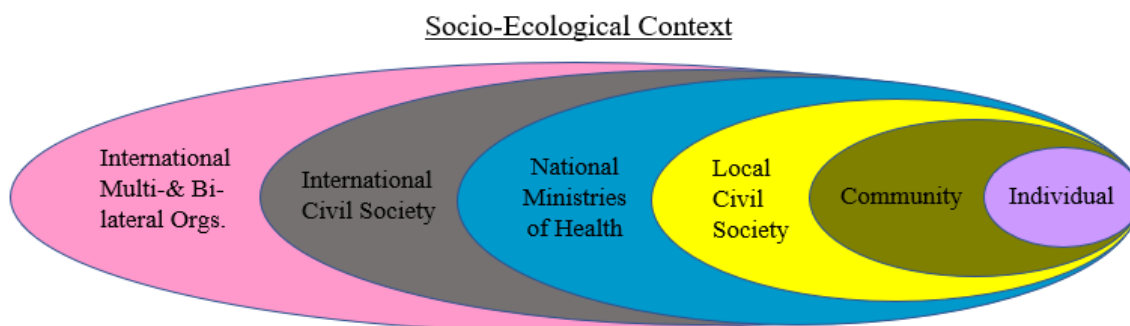 Socio-Ecological Context
International
Multi-& Bi-
lateral Orgs.
International
Civil Society
National
Ministries
of Health
Local
Civil
Society
Community
Individual